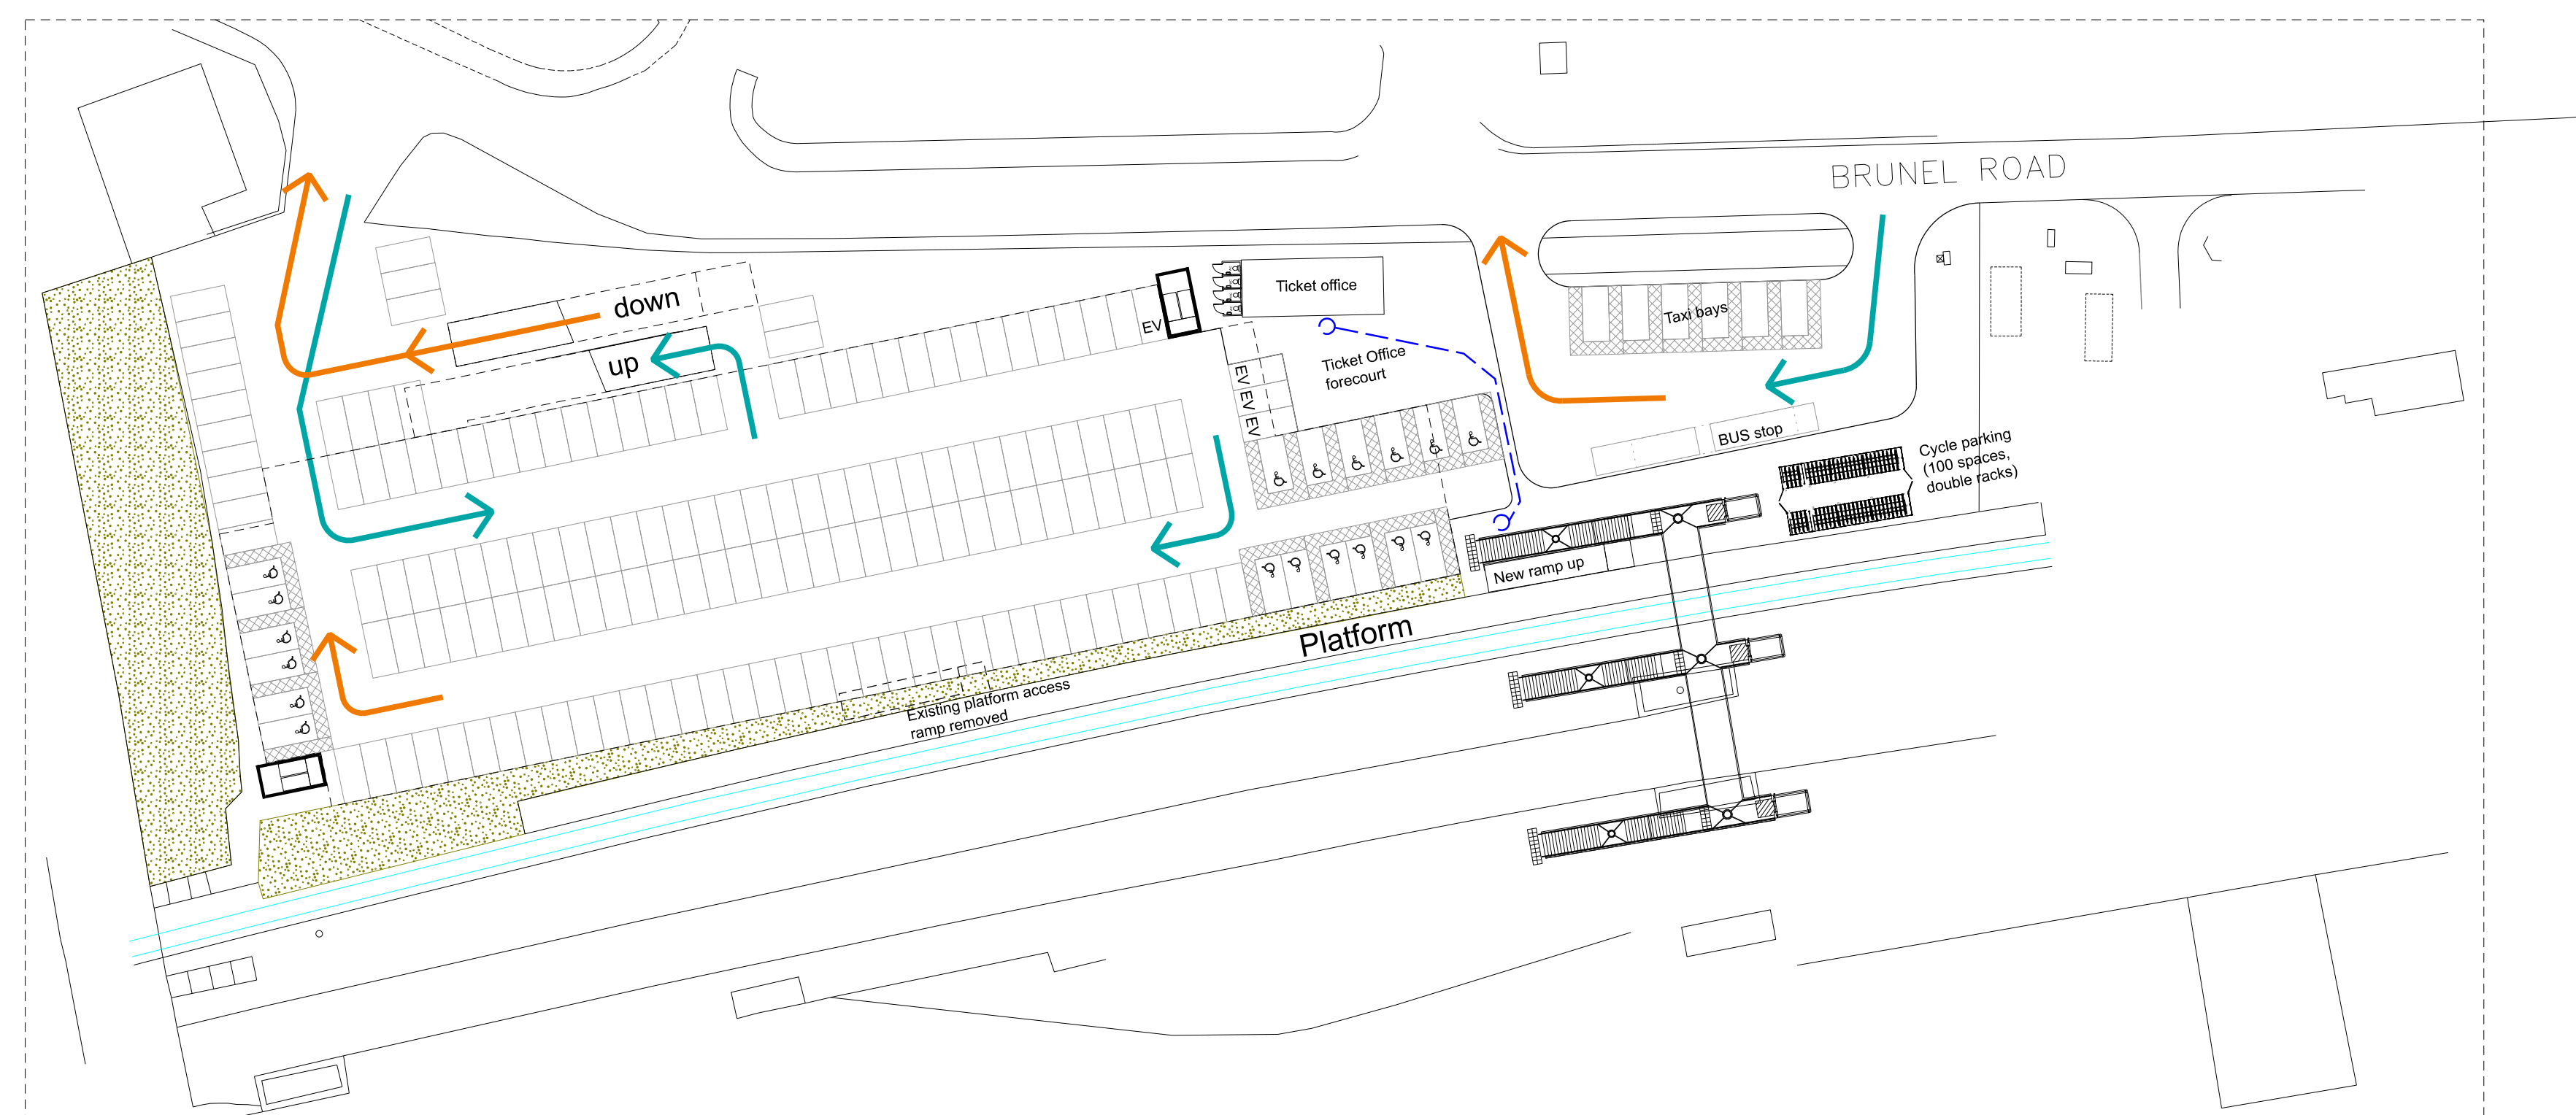 BRUNEL ROAD
down
up
EV
Ticket office
Taxi bays
Ticket Office
forecourt
EV
EV
EV
BUS stop
Cycle parking
(100 spaces,
double racks)
New ramp up
Platform
Existing platform access
ramp removed